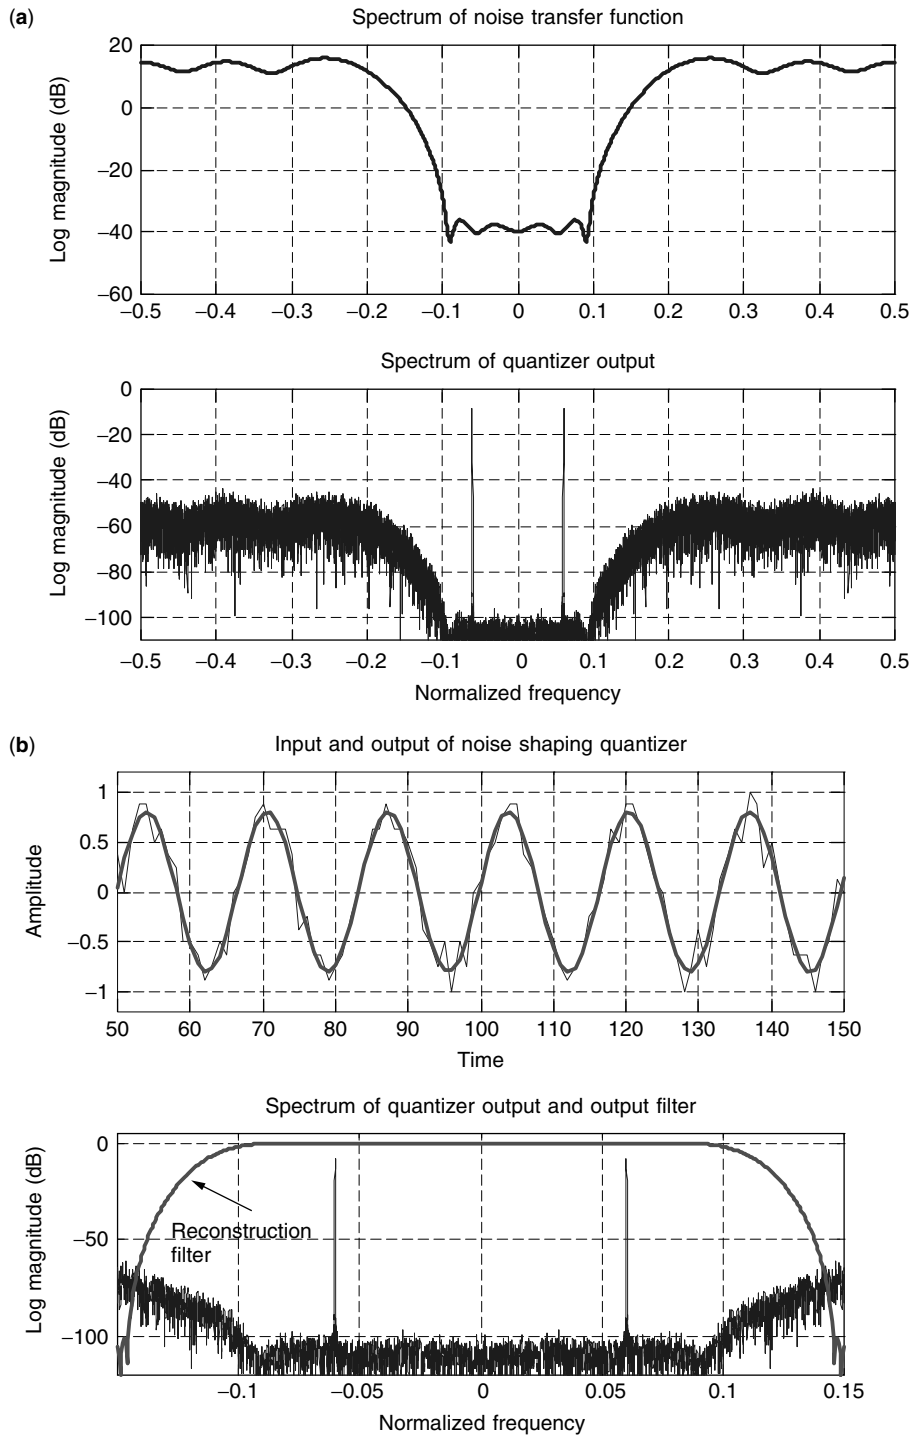 (a)
Spectrum of noise transfer function
Log magnitude (dB)
20
0
−20
−40
−60
−0.5 −0.4 −0.3 −0.2 −0.1 0 0.1 0.2 0.3 0.4 0.5
Spectrum of quantizer output
Log magnitude (dB)
0
−20
−40
−60
−80
−100
−0.5 −0.4 −0.3 −0.2 −0.1 0 0.1 0.2 0.3 0.4 0.5
Normalized frequency
(b)
Input and output of noise shaping quantizer
Amplitude
1
0.5
0
−0.5
−1
50 60 70 80 90 100 110 120 130 140 150
Time
Spectrum of quantizer output and output filter
Log magnitude (dB)
0
−50
−100
Reconstruction
filter
−0.1 −0.05 0 0.05 0.1 0.15
Normalized frequency